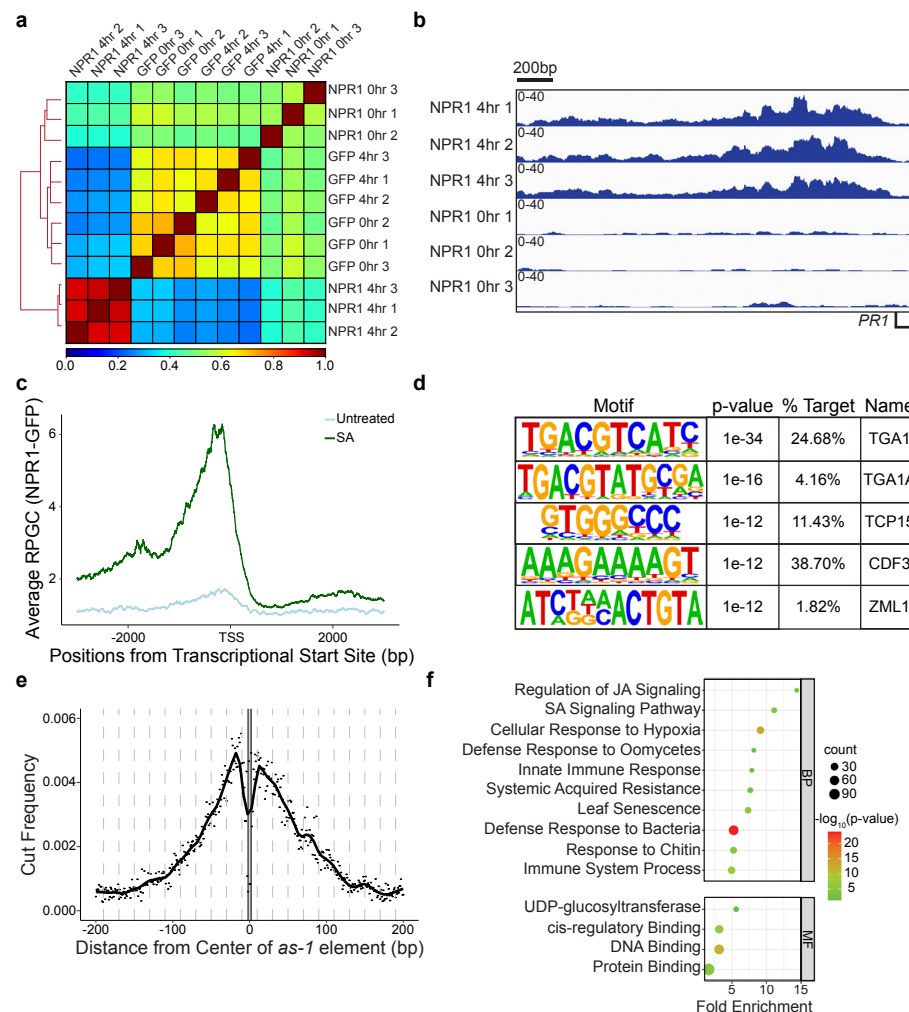 a
NPR1 4hr 2
NPR1 4hr 1
NPR1 4hr 3
GFP 0hr 3
GFP 0hr 1
GFP 0hr 2
GFP 4hr 2
GFP 4hr 3
GFP 4hr 1
NPR1 0hr 2
NPR1 0hr 1
NPR1 0hr 3
NPR1 0hr 3
NPR1 0hr 1
NPR1 0hr 2
GFP 4hr 3
GFP 4hr 1
GFP 4hr 2
GFP 0hr 2
GFP 0hr 1
GFP 0hr 3
NPR1 4hr 3
NPR1 4hr 1
NPR1 4hr 2
0.0 0.2 0.4 0.6 0.8 1.0
b
200bp
NPR1 4hr 1 0-40
NPR1 4hr 2 0-40
NPR1 4hr 3 0-40
NPR1 0hr 1 0-40
NPR1 0hr 2 0-40
NPR1 0hr 3 0-40
PR1
c
Untreated
SA
Average RPGC (NPR1-GFP)
6
4
2
-2000 TSS 2000
Positions from Transcriptional Start Site (bp)
d
Motif p-value % Target Name
TGACGTCATC 1e-34 24.68% TGA1
TGACGTATGCGA 1e-16 4.16% TGA1A
GTGGGCCC 1e-12 11.43% TCP15
AAAGAAAAGT 1e-12 38.70% CDF3
ATCTAAACTGTA 1e-12 1.82% ZML1
e
Cut Frequency
0.006
0.004
0.002
0.000
-200 -100 0 100 200
Distance from Center of as-1 element (bp)
f
Regulation of JA Signaling
SA Signaling Pathway
Cellular Response to Hypoxia
Defense Response to Oomycetes
Innate Immune Response
Systemic Acquired Resistance
Leaf Senescence
Defense Response to Bacteria
Response to Chitin
Immune System Process
BP
UDP-glucosyltransferase
cis-regulatory Binding
DNA Binding
Protein Binding
MF
5 10 15
Fold Enrichment
count
30
60
90
-log10(p-value)
20
15
10
5